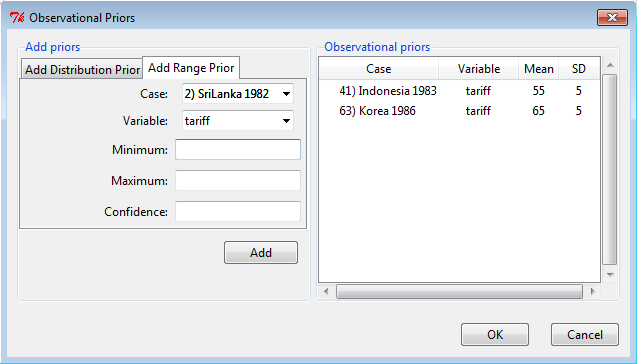 Observational Priors
Add priors
Add Distribution Prior Add Range Prior
Case: 2) SriLanka 1982
Variable: tariff
Minimum:
Maximum:
Confidence:
Add
Observational priors
Case Variable Mean SD
41) Indonesia 1983 tariff 55 5
63) Korea 1986 tariff 65 5
OK Cancel